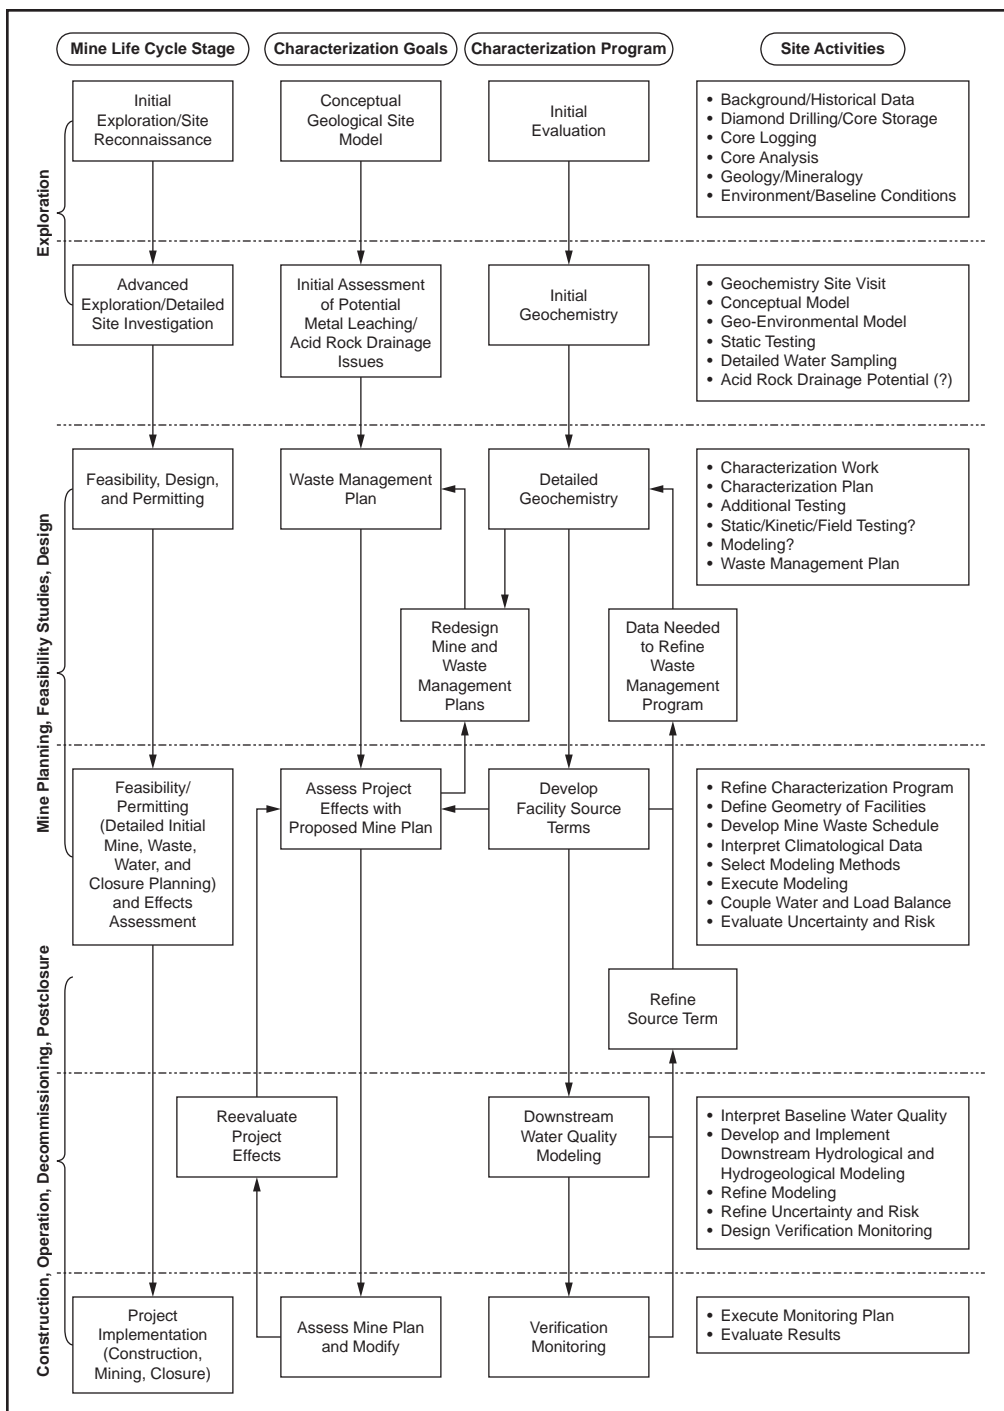 Mine Life Cycle Stage
Characterization Goals
Characterization Program
Site Activities
Exploration
Initial
Exploration/Site
Reconnaissance
Conceptual
Geological Site
Model
Initial
Evaluation
• Background/Historical Data
• Diamond Drilling/Core Storage
• Core Logging
• Core Analysis
• Geology/Mineralogy
• Environment/Baseline Conditions
Advanced
Exploration/Detailed
Site Investigation
Initial Assessment
of Potential
Metal Leaching/
Acid Rock Drainage
Issues
Initial
Geochemistry
• Geochemistry Site Visit
• Conceptual Model
• Geo-Environmental Model
• Static Testing
• Detailed Water Sampling
• Acid Rock Drainage Potential (?)
Mine Planning, Feasibility Studies, Design
Feasibility, Design,
and Permitting
Waste Management
Plan
Detailed
Geochemistry
• Characterization Work
• Characterization Plan
• Additional Testing
• Static/Kinetic/Field Testing?
• Modeling?
• Waste Management Plan
Redesign
Mine and
Waste
Management
Plans
Data Needed
to Refine
Waste
Management
Program
Feasibility/
Permitting
(Detailed Initial
Mine, Waste,
Water, and
Closure Planning)
and Effects
Assessment
Assess Project
Effects with
Proposed Mine Plan
Develop
Facility Source
Terms
• Refine Characterization Program
• Define Geometry of Facilities
• Develop Mine Waste Schedule
• Interpret Climatological Data
• Select Modeling Methods
• Execute Modeling
• Couple Water and Load Balance
• Evaluate Uncertainty and Risk
Construction, Operation, Decommissioning, Postclosure
Refine
Source Term
Reevaluate
Project
Effects
Downstream
Water Quality
Modeling
• Interpret Baseline Water Quality
• Develop and Implement
Downstream Hydrological and
Hydrogeological Modeling
• Refine Modeling
• Refine Uncertainty and Risk
• Design Verification Monitoring
Project
Implementation
(Construction,
Mining, Closure)
Assess Mine Plan
and Modify
Verification
Monitoring
• Execute Monitoring Plan
• Evaluate Results